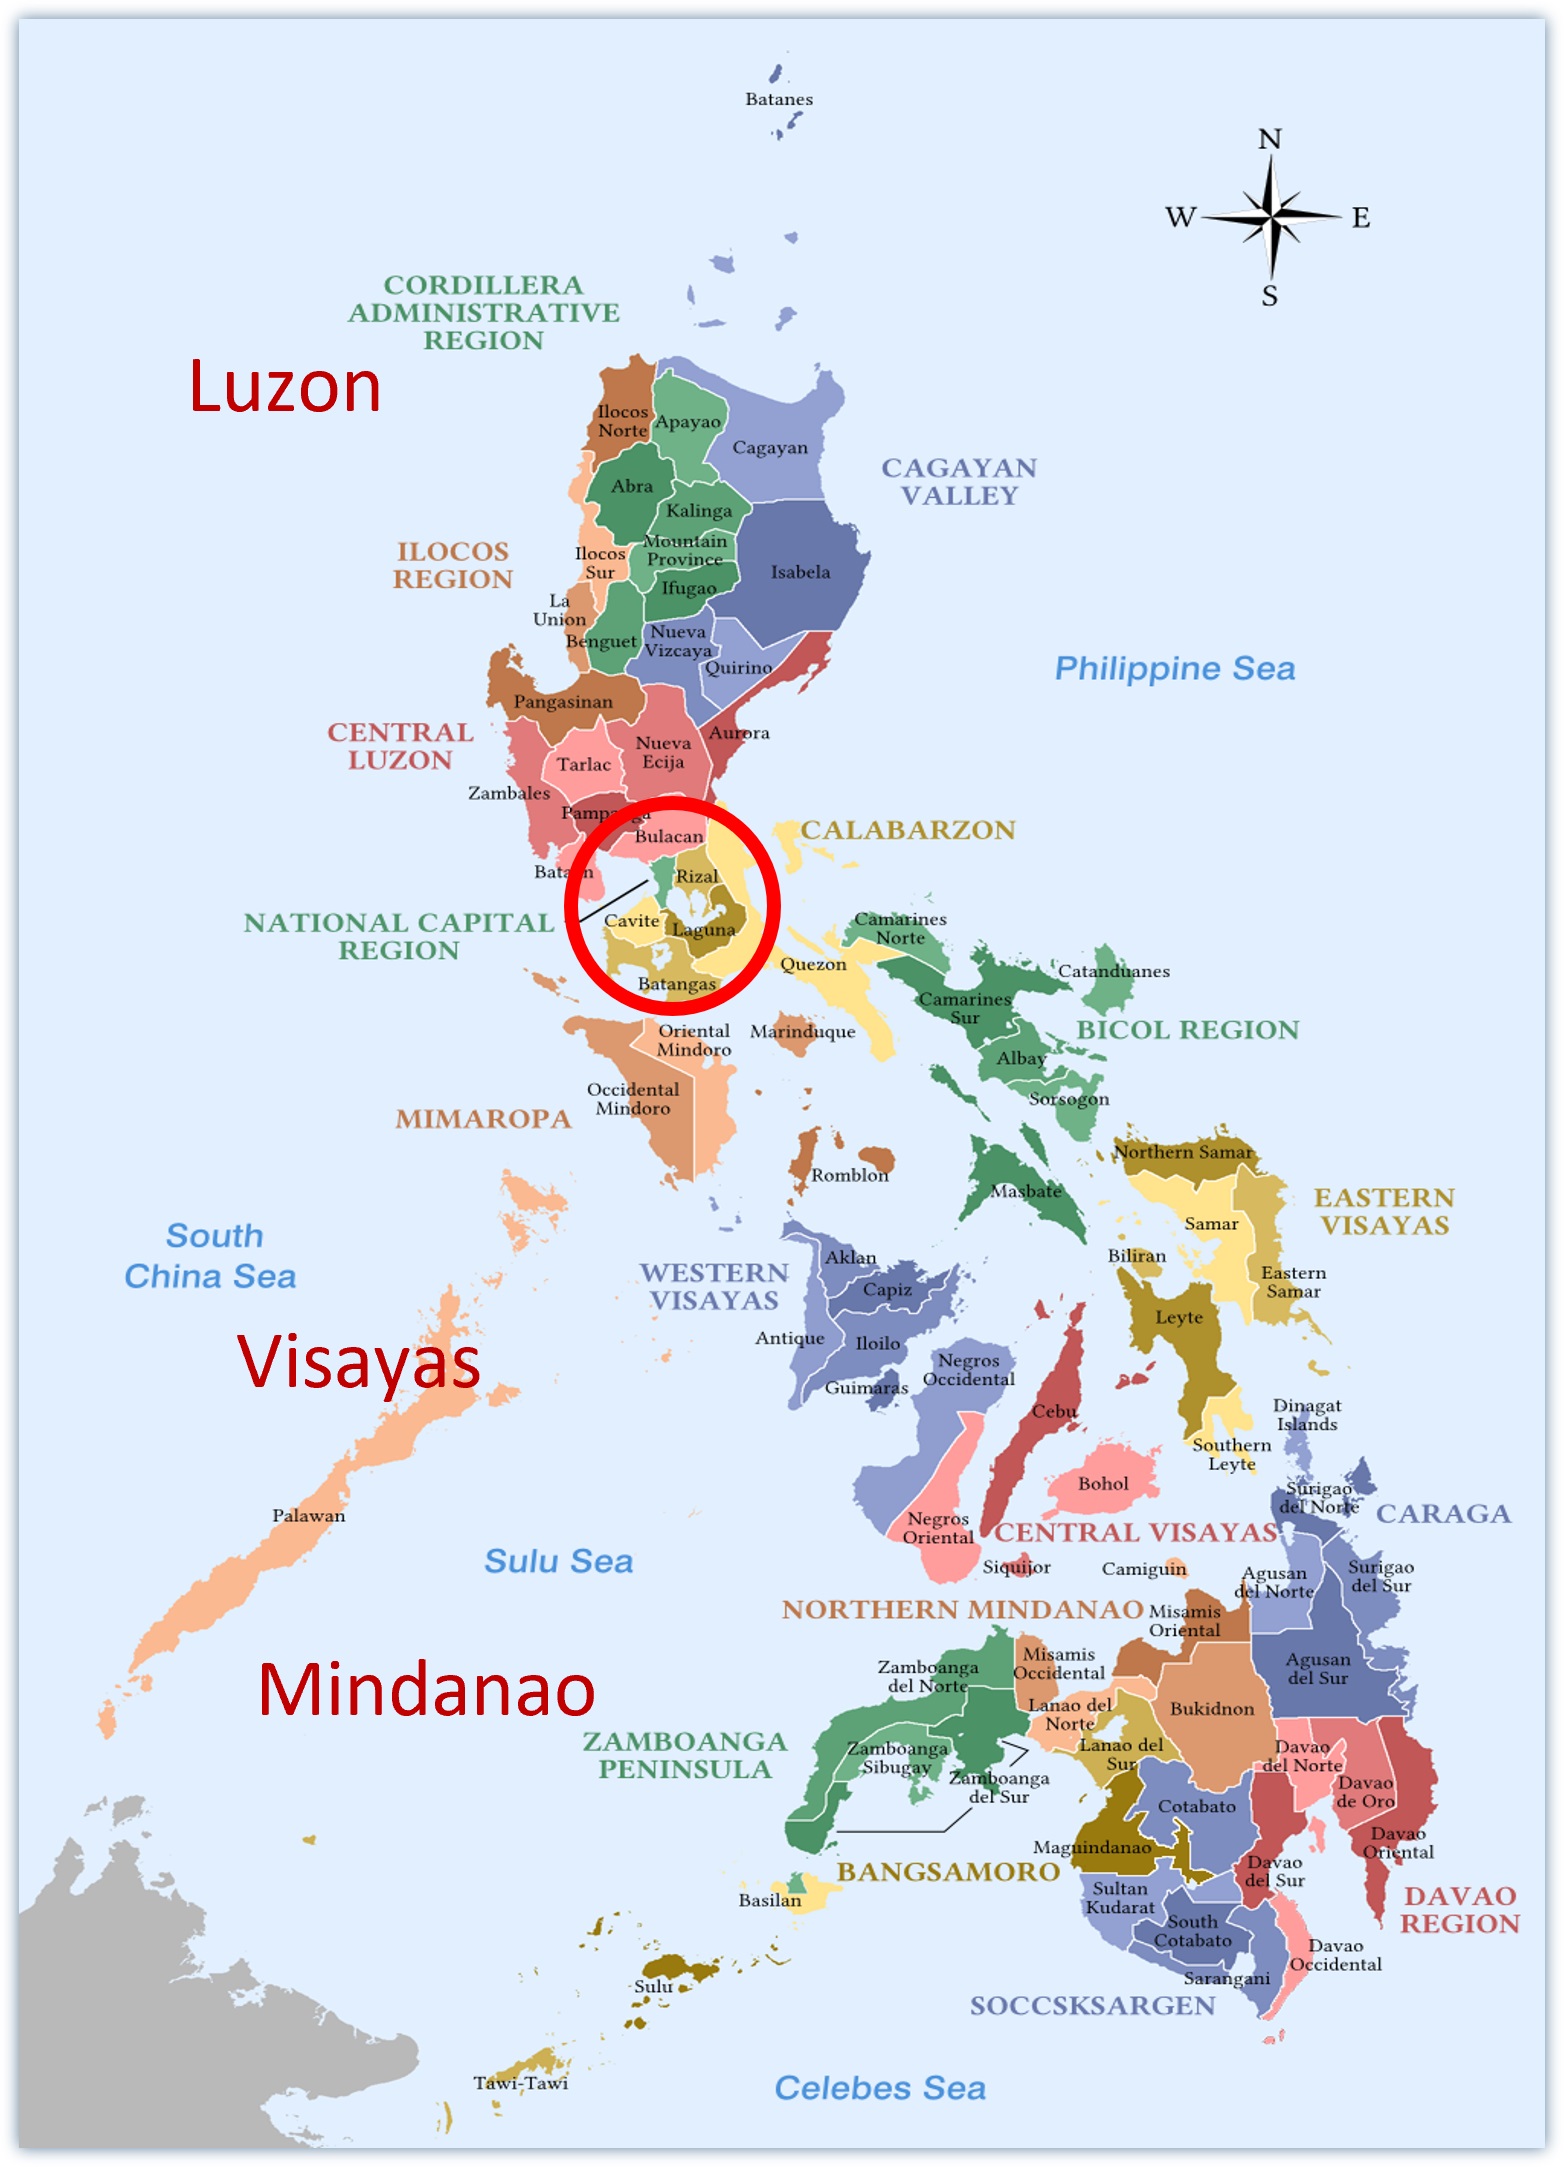 Batanes
N
W
E
S
CORDILLERA
ADMINISTRATIVE
REGION
Luzon
Ilocos
Norte
Apayao
Cagayan
CAGAYAN
VALLEY
Abra
Kalinga
Mountain
Province
ILOCOS
REGION
Ilocos
Sur
Ifugao
Isabela
La
Union
Benguet
Nueva
Vizcaya
Quirino
Philippine Sea
Pangasinan
CENTRAL
LUZON
Nueva
Ecija
Aurora
Tarlac
Zambales
Pampanga
Bulacan
CALABARZON
Bataan
Rizal
NATIONAL CAPITAL
REGION
Cavite
Laguna
Camarines
Norte
Quezon
Catanduanes
Batangas
Camarines
Sur
BICOL REGION
Oriental
Mindoro
Marinduque
Albay
Occidental
Mindoro
Sorsogon
MIMAROPA
Northern Samar
Romblon
Masbate
EASTERN
VISAYAS
Samar
South
China Sea
WESTERN
VISAYAS
Aklan
Biliran
Eastern
Samar
Capiz
Leyte
Visayas
Antique
Iloilo
Negros
Occidental
Guimaras
Cebu
Dinagat
Islands
Southern
Leyte
Bohol
Surigao
del Norte
CARAGA
Palawan
Negros
Oriental
CENTRAL VISAYAS
Sulu Sea
Siquijor
Camiguin
Agusan
del Norte
Surigao
del Sur
NORTHERN MINDANAO
Misamis
Oriental
Mindanao
Zamboanga
del Norte
Misamis
Occidental
Agusan
del Sur
Lanao del
Norte
Bukidnon
ZAMBOANGA
PENINSULA
Zamboanga
Sibugay
Lanao del
Sur
Davao
del Norte
Zamboanga
del Sur
Davao
de Oro
Cotabato
Maguindanao
Davao
Oriental
BANGSAMORO
Davao
del Sur
Basilan
Sultan
Kudarat
DAVAO
REGION
South
Cotabato
Davao
Occidental
Sulu
Sarangani
SOCCSKSARGEN
Tawi-Tawi
Celebes Sea